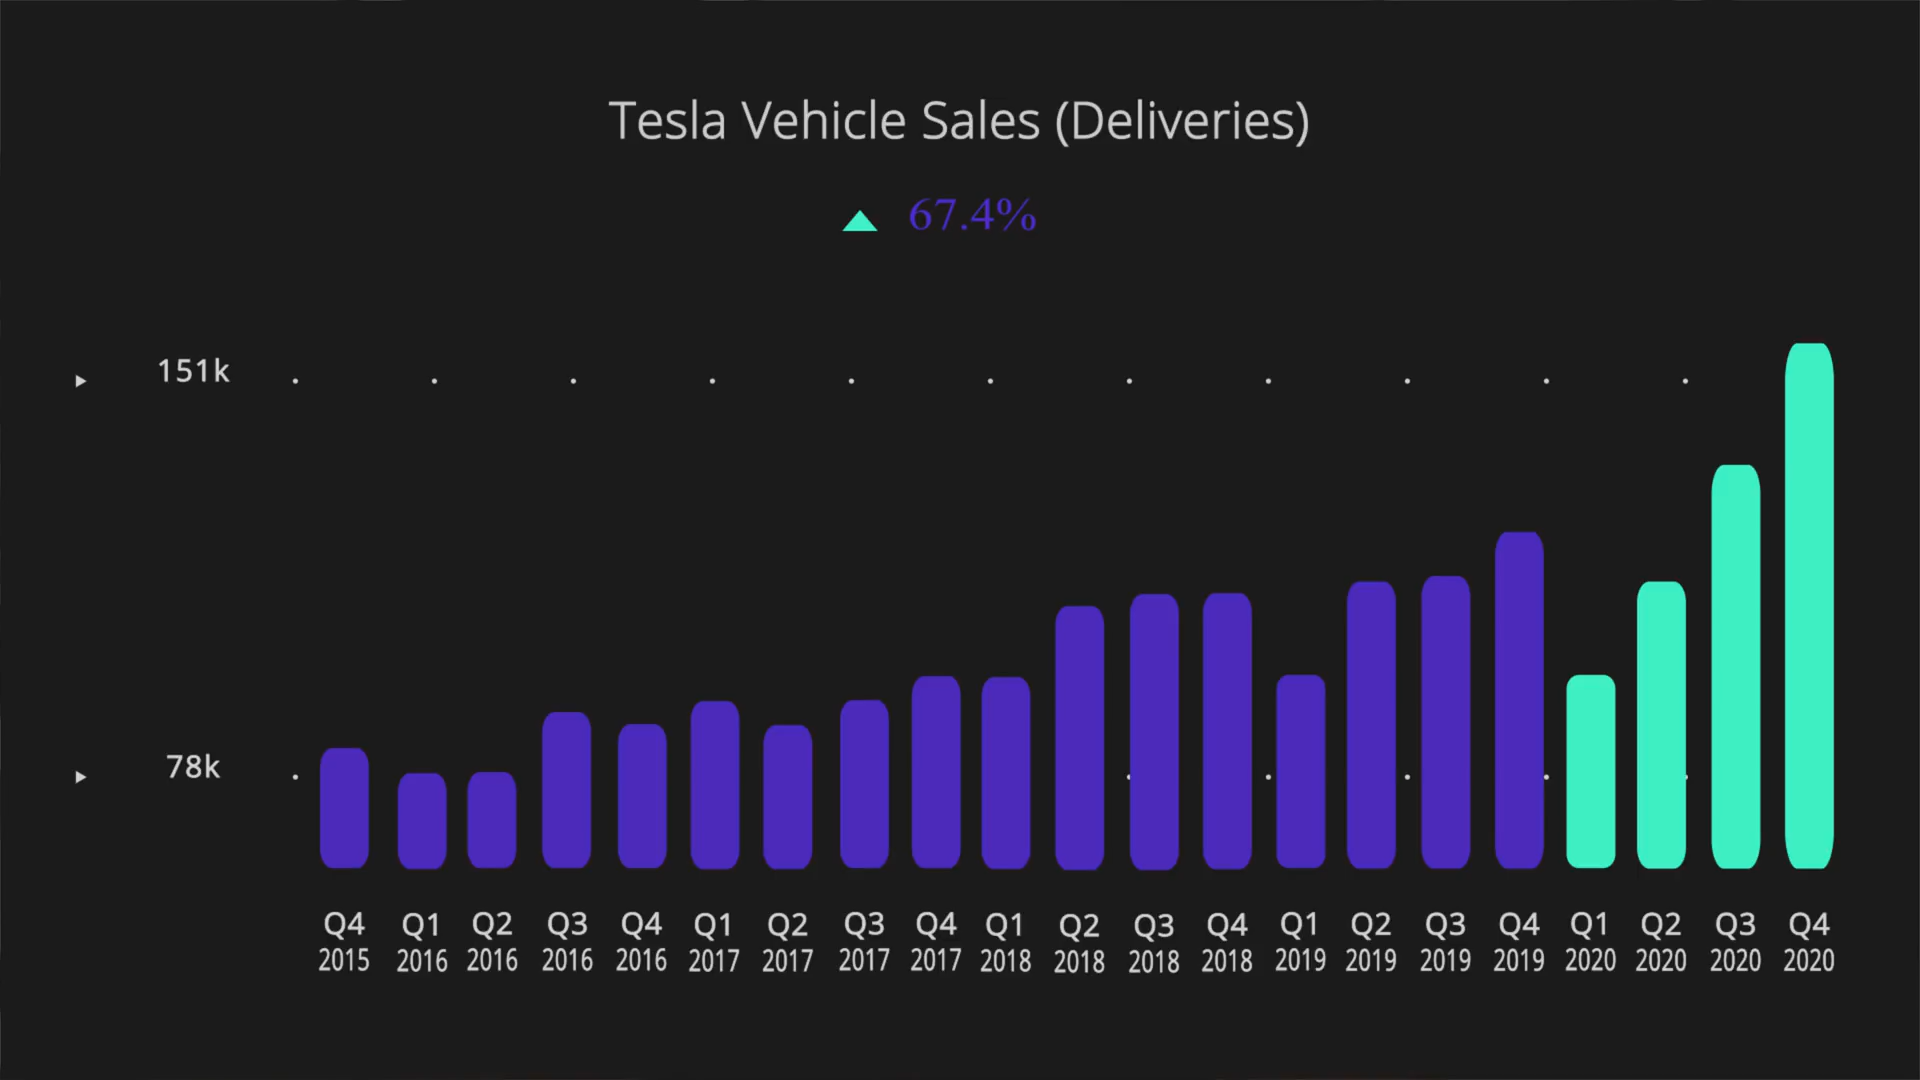 Tesla Vehicle Sales (Deliveries)
67.4%
151k
78k
Q4 Q1 Q2 Q3 Q4 Q1 Q2 Q3 Q4 Q1 Q2 Q3 Q4 Q1 Q2 Q3 Q4 Q1 Q2 Q3 Q4
2015 2016 2016 2016 2016 2017 2017 2017 2017 2018 2018 2018 2018 2019 2019 2019 2019 2020 2020 2020 2020